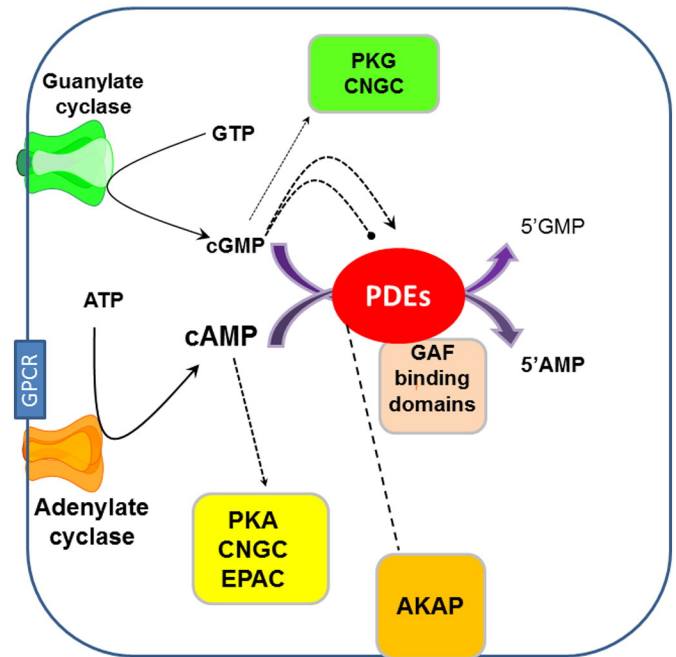 PKG
CNGC
Guanylate
cyclase
GTP
cGMP
5'GMP
PDEs
ATP
cAMP
GPCR
GAF
binding
domains
5'AMP
Adenylate
cyclase
PKA
CNGC
EPAC
AKAP